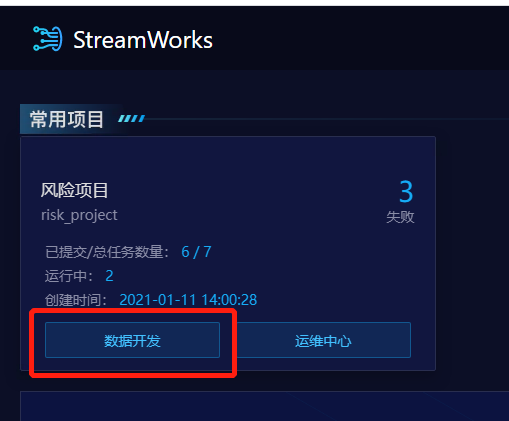 StreamWorks
常用项目
风险项目
3
risk_project
失败
已提交/总任务数量： 6 / 7
运行中： 2
创建时间： 2021-01-11 14:00:28
数据开发
运维中心